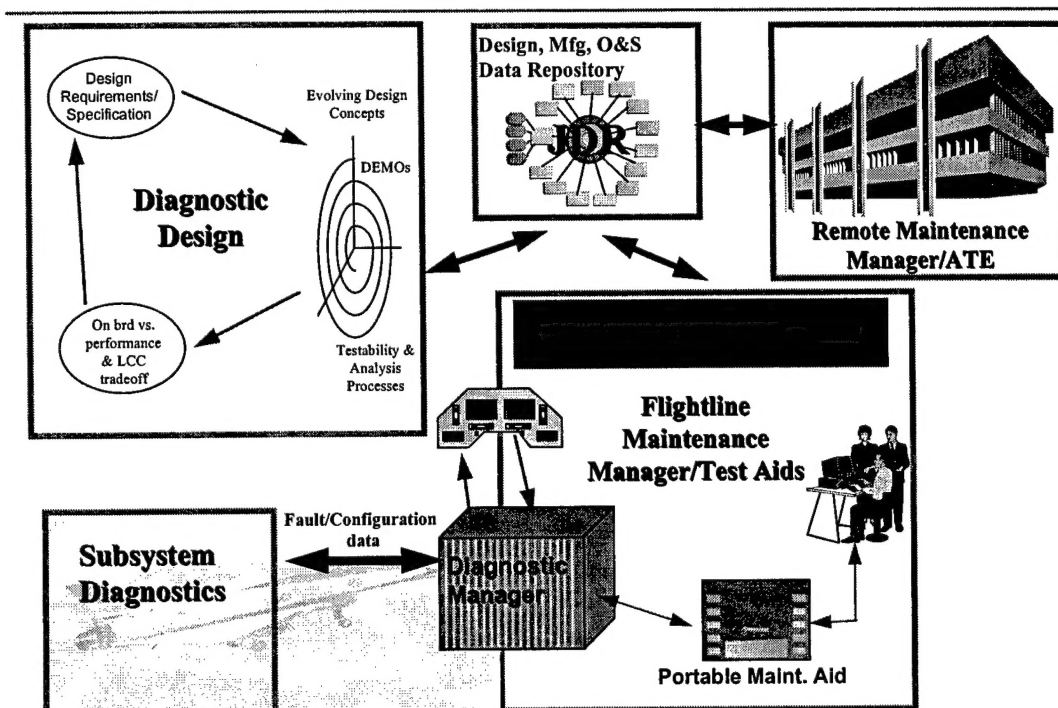 Design
Requirements/
Specification
Evolving Design
Concepts
DEMOs
Diagnostic
Design
On brd vs.
performance
& LCC
tradeoff
Testability &
Analysis
Processes
Design, Mfg, O&S
Data Repository
JDR
Remote Maintenance
Manager/ATE
Flightline
Maintenance
Manager/Test Aids
Subsystem
Diagnostics
Fault/Configuration
data
Diagnostic
Manager
Portable Maint. Aid